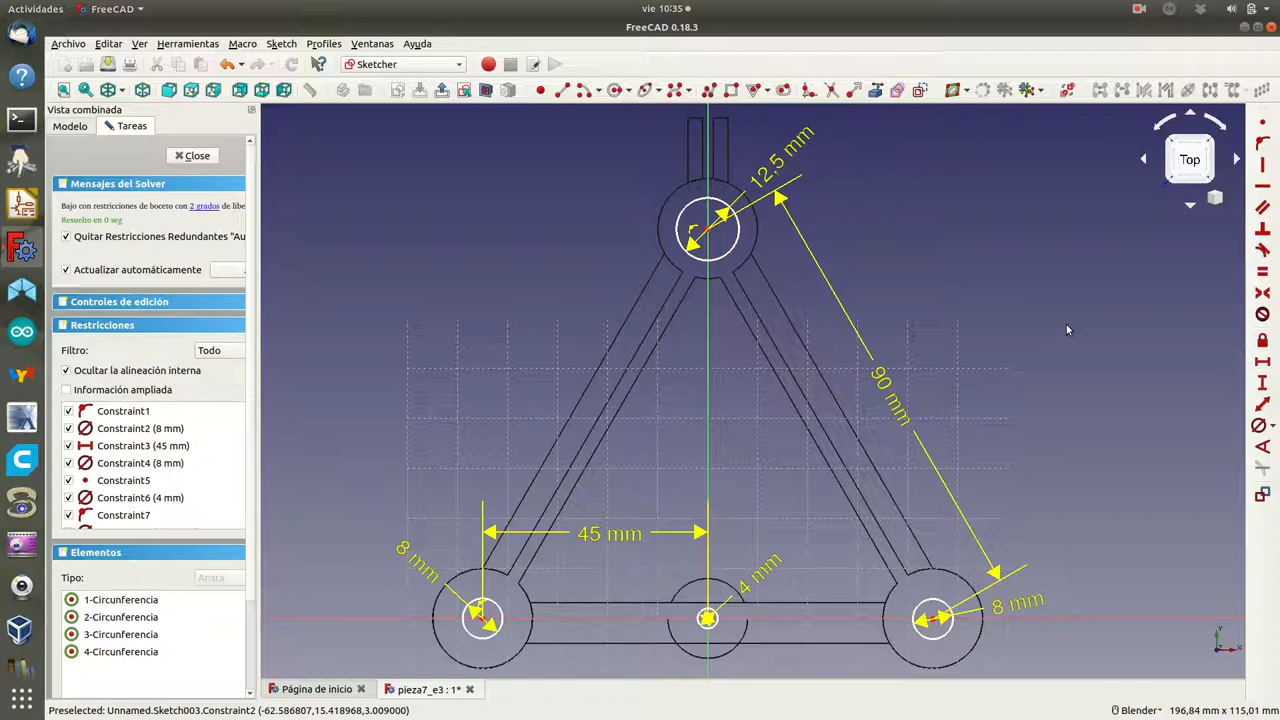 Actividades FreeCAD vie 10:35
FreeCAD 0.18.3
Archivo Editar Ver Herramientas Macro Sketch Profiles Ventanas Ayuda
Sketcher
Vista combinada
Modelo Tareas
Close
Mensajes del Solver
Bajo restricciones de boceto con 2 grados de libe
Resuelto en 0 seg
Quitar Restricciones Redundantes "Au
Actualizar automáticamente
Controles de edición
Restricciones
Filtro: Todo
Ocultar la alineación interna
Información ampliada
Constraint1
Constraint2 (8 mm)
Constraint3 (45 mm)
Constraint4 (8 mm)
Constraint5
Constraint6 (4 mm)
Constraint7
Elementos
Tipo: Arista
1-Circunferencia
2-Circunferencia
3-Circunferencia
4-Circunferencia
12,5 mm
90 mm
45 mm
8 mm
4 mm
8 mm
Top
Página de inicio pieza7_e3 : 1*
Preselected: Unnamed.Sketch003.Constraint2 (-62.586807,15.418968,3.009000) Blender 196,84 mm x 115,01 mm